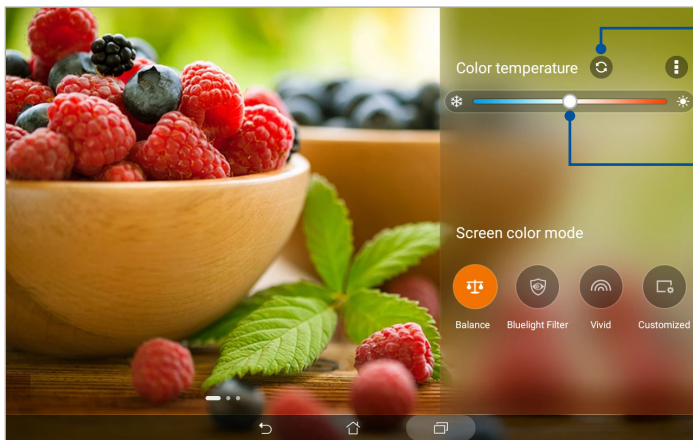 Color temperature
Screen color mode
Balance
Bluelight Filter
Vivid
Customized